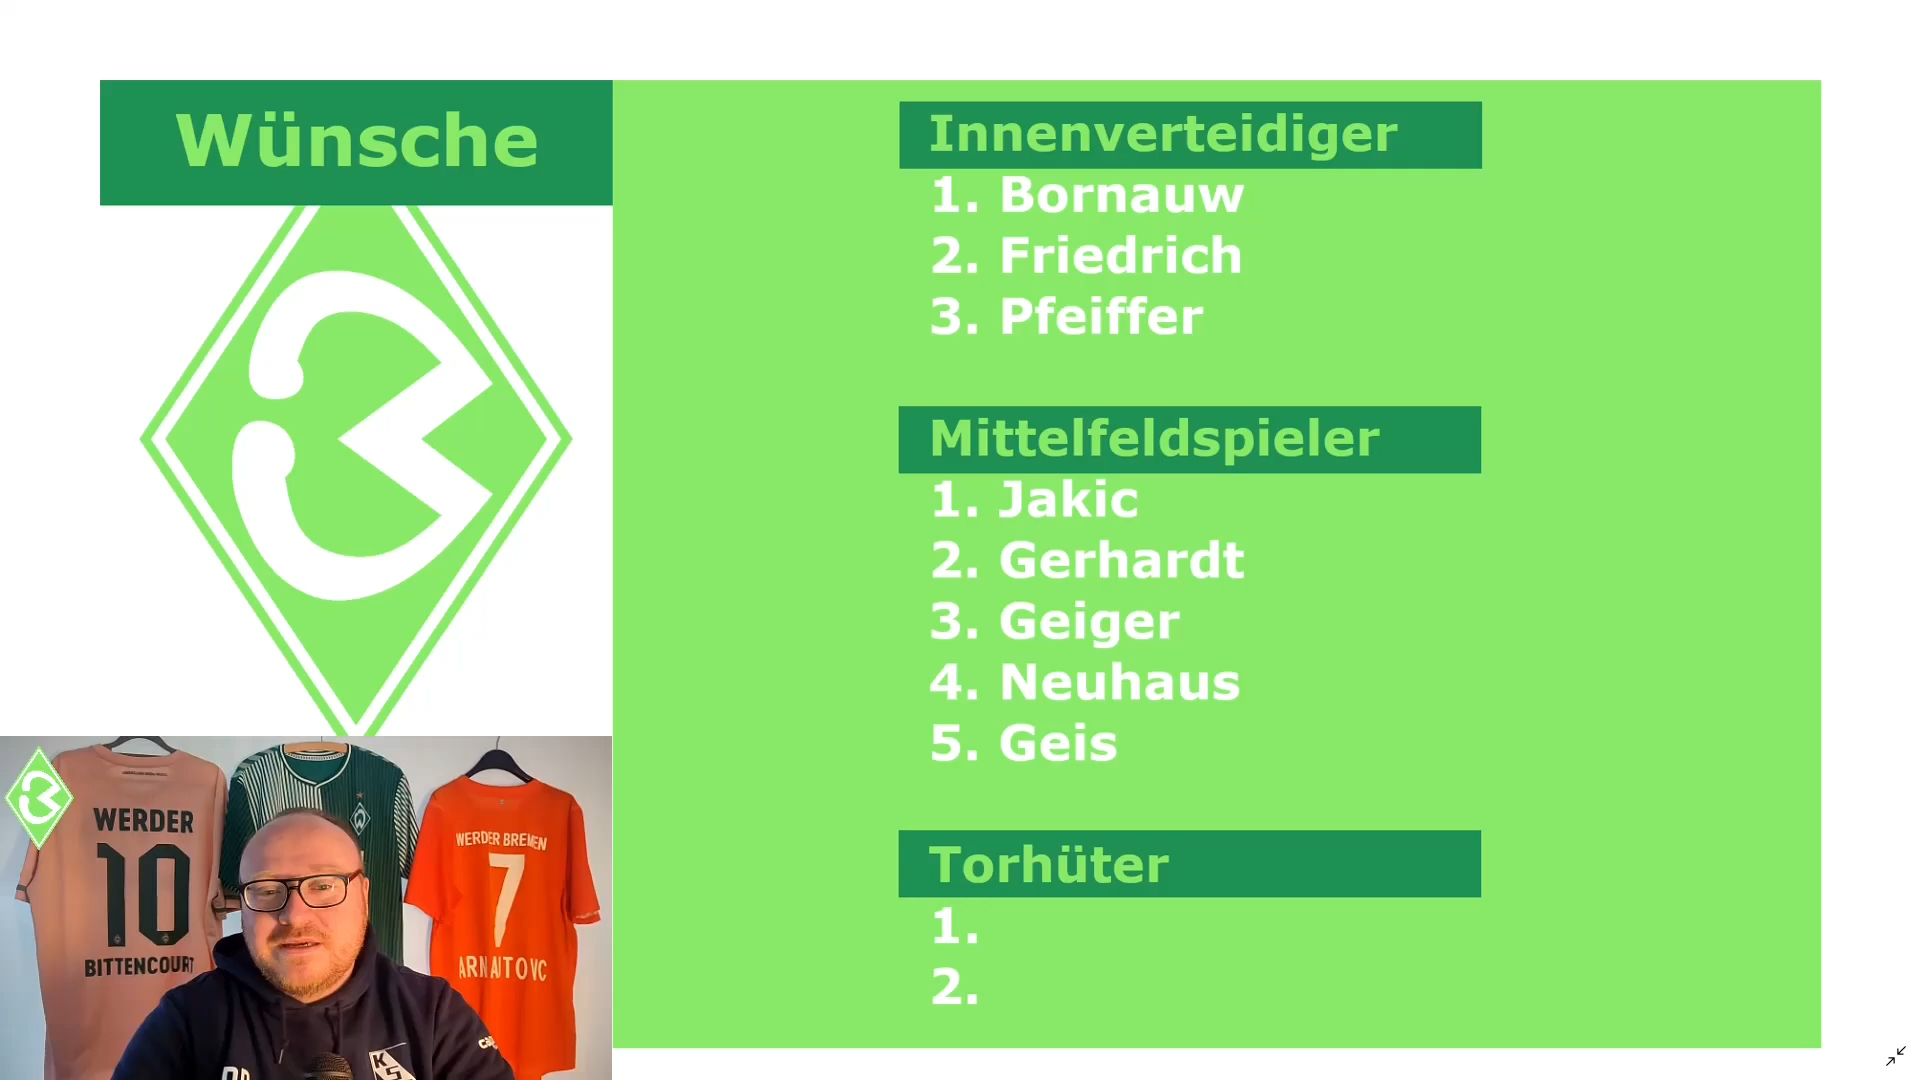 Wünsche
Innenverteidiger
1. Bornauw
2. Friedrich
3. Pfeiffer
Mittelfeldspieler
1. Jakic
2. Gerhardt
3. Geiger
4. Neuhaus
5. Geis
Torhüter
1.
2.
WERDER
10
BITTENCOURT
WERDER BREMEN
7
ARNAUTOVC